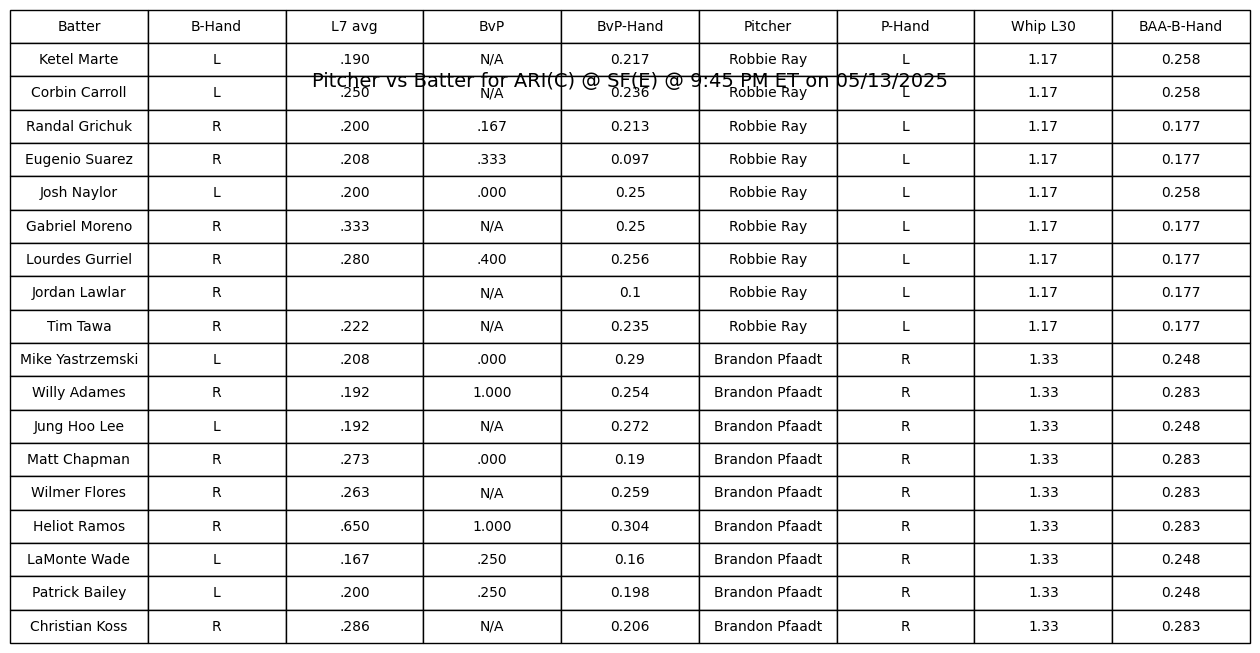 Batter B-Hand L7 avg BvP BvP-Hand Pitcher P-Hand Whip L30 BAA-B-Hand
Ketel Marte L .190 N/A 0.217 Robbie Ray L 1.17 0.258
Pitcher vs Batter for ARI(C) @ SF(E) @ 9:45 PM ET on 05/13/2025
Corbin Carroll L .250 N/A 0.236 Robbie Ray L 1.17 0.258
Randal Grichuk R .200 .167 0.213 Robbie Ray L 1.17 0.177
Eugenio Suarez R .208 .333 0.097 Robbie Ray L 1.17 0.177
Josh Naylor L .200 .000 0.25 Robbie Ray L 1.17 0.258
Gabriel Moreno R .333 N/A 0.25 Robbie Ray L 1.17 0.177
Lourdes Gurriel R .280 .400 0.256 Robbie Ray L 1.17 0.177
Jordan Lawlar R N/A 0.1 Robbie Ray L 1.17 0.177
Tim Tawa R .222 N/A 0.235 Robbie Ray L 1.17 0.177
Mike Yastrzemski L .208 .000 0.29 Brandon Pfaadt R 1.33 0.248
Willy Adames R .192 1.000 0.254 Brandon Pfaadt R 1.33 0.283
Jung Hoo Lee L .192 N/A 0.272 Brandon Pfaadt R 1.33 0.248
Matt Chapman R .273 .000 0.19 Brandon Pfaadt R 1.33 0.283
Wilmer Flores R .263 N/A 0.259 Brandon Pfaadt R 1.33 0.283
Heliot Ramos R .650 1.000 0.304 Brandon Pfaadt R 1.33 0.283
LaMonte Wade L .167 .250 0.16 Brandon Pfaadt R 1.33 0.248
Patrick Bailey L .200 .250 0.198 Brandon Pfaadt R 1.33 0.248
Christian Koss R .286 N/A 0.206 Brandon Pfaadt R 1.33 0.283